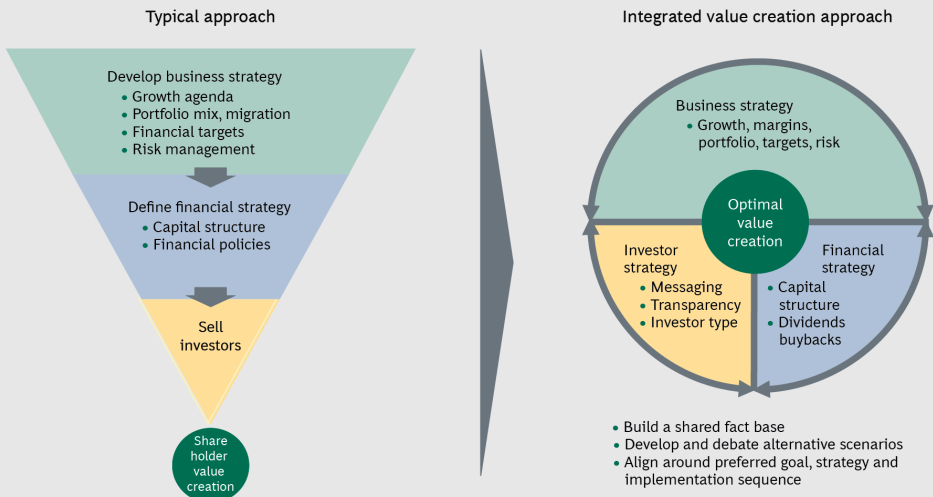 Typical approach
Develop business strategy
• Growth agenda
• Portfolio mix, migration
• Financial targets
• Risk management
Define financial strategy
• Capital structure
• Financial policies
Sell
investors
Share
holder
value
creation
Integrated value creation approach
Business strategy
• Growth, margins,
portfolio, targets, risk
Optimal
value
creation
Investor
strategy
• Messaging
• Transparency
• Investor type
Financial
strategy
• Capital
structure
• Dividends
buybacks
• Build a shared fact base
• Develop and debate alternative scenarios
• Align around preferred goal, strategy and
implementation sequence